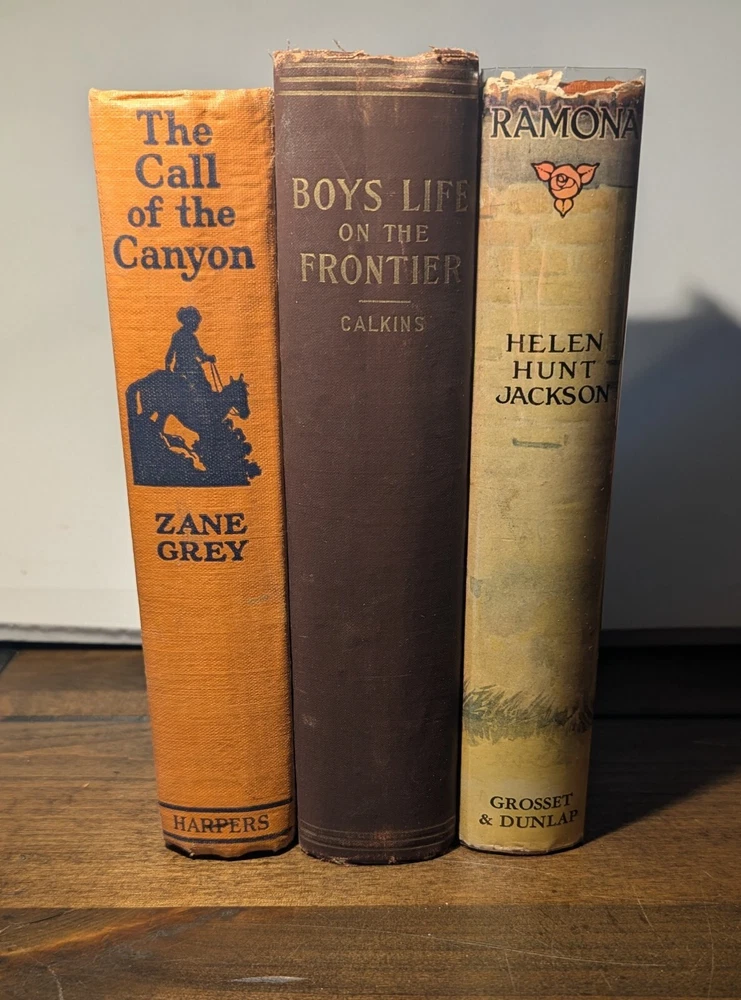 The
Call
of the
Canyon
ZANE
GREY
HARPERS
BOYS LIFE
ON THE
FRONTIER
CALKINS
RAMONA
HELEN
HUNT
JACKSON
GROSSET
& DUNLAP